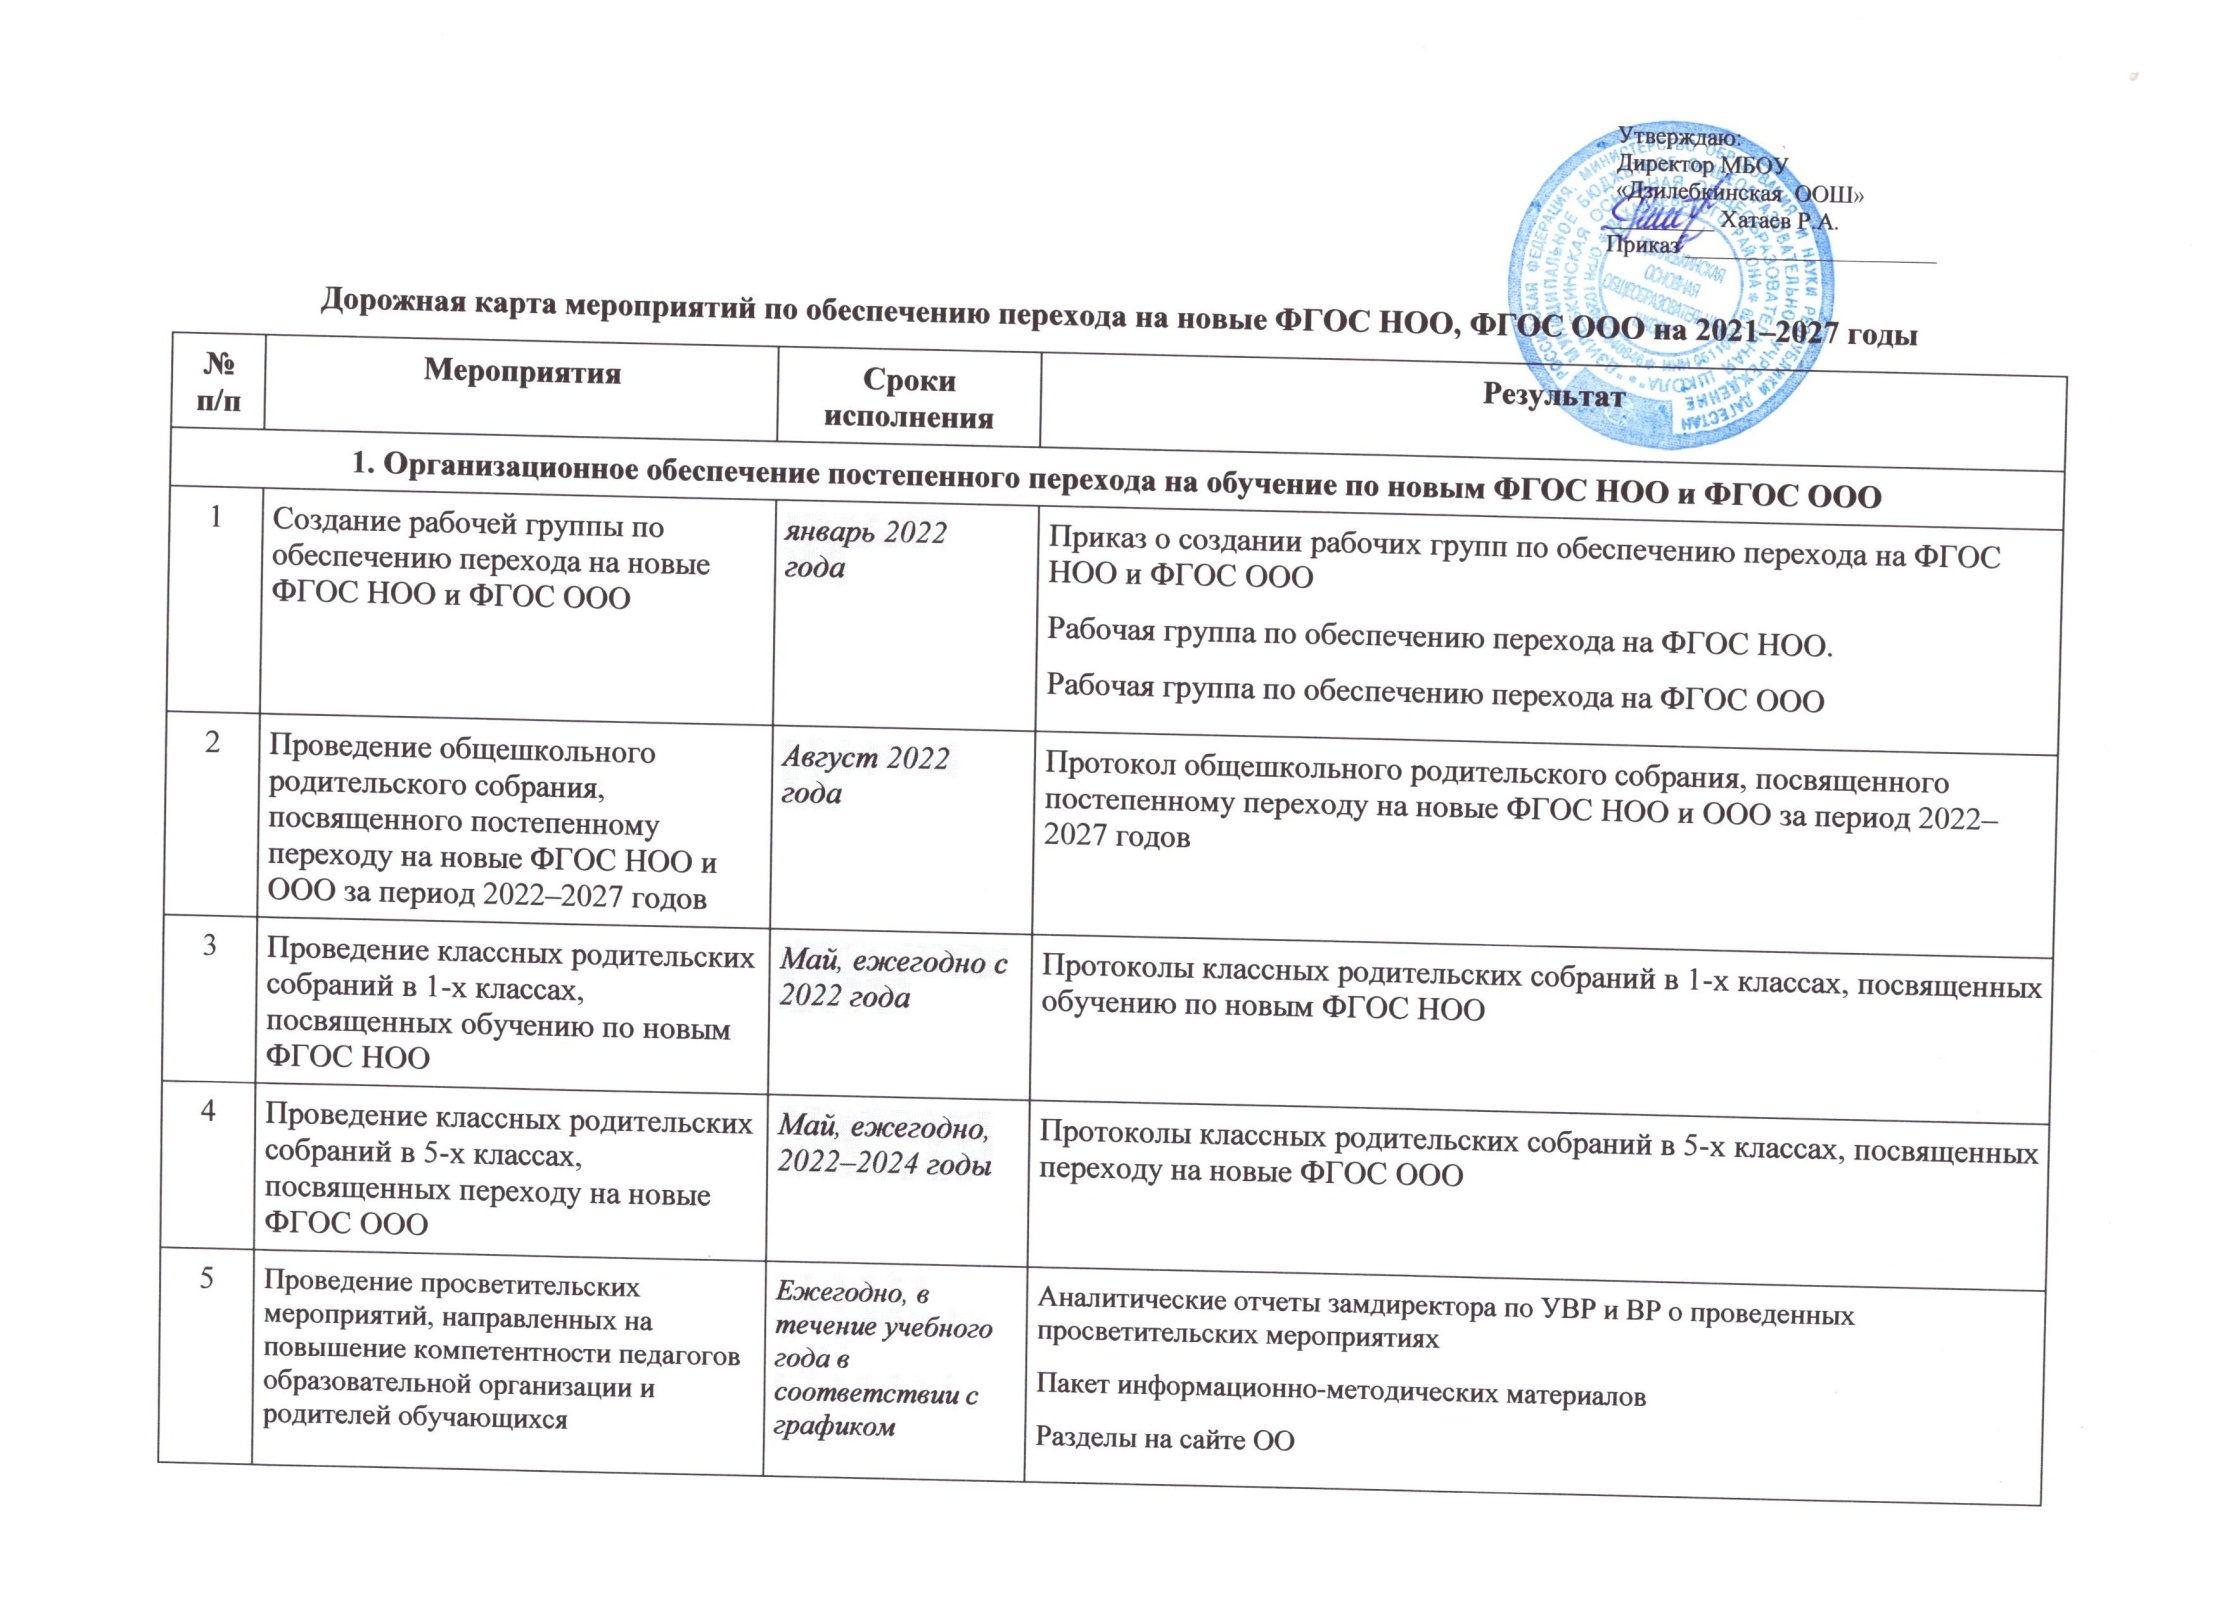 Утверждаю:
Директор МБОУ
«Дзилебкинская ООШ»
_________ Хатаев Р.А.
Приказ_____________________
Дорожная карта мероприятий по обеспечению перехода на новые ФГОС НОО, ФГОС ООО на 2021–2027 годы
№
п/п
Мероприятия
Сроки
исполнения
Результат
1. Организационное обеспечение постепенного перехода на обучение по новым ФГОС НОО и ФГОС ООО
1
Создание рабочей группы по
обеспечению перехода на новые
ФГОС НОО и ФГОС ООО
январь 2022
года
Приказ о создании рабочих групп по обеспечению перехода на ФГОС
НОО и ФГОС ООО
Рабочая группа по обеспечению перехода на ФГОС НОО.
Рабочая группа по обеспечению перехода на ФГОС ООО
2
Проведение общешкольного
родительского собрания,
посвященного постепенному
переходу на новые ФГОС НОО и
ООО за период 2022–2027 годов
Август 2022
года
Протокол общешкольного родительского собрания, посвященного
постепенному переходу на новые ФГОС НОО и ООО за период 2022–
2027 годов
3
Проведение классных родительских
собраний в 1-х классах,
посвященных обучению по новым
ФГОС НОО
Май, ежегодно с
2022 года
Протоколы классных родительских собраний в 1-х классах, посвященных
обучению по новым ФГОС НОО
4
Проведение классных родительских
собраний в 5-х классах,
посвященных переходу на новые
ФГОС ООО
Май, ежегодно,
2022–2024 годы
Протоколы классных родительских собраний в 5-х классах, посвященных
переходу на новые ФГОС ООО
5
Проведение просветительских
мероприятий, направленных на
повышение компетентности педагогов
образовательной организации и
родителей обучающихся
Ежегодно, в
течение учебного
года в
соответствии с
графиком
Аналитические отчеты замдиректора по УВР и ВР о проведенных
просветительских мероприятиях
Пакет информационно-методических материалов
Разделы на сайте ОО